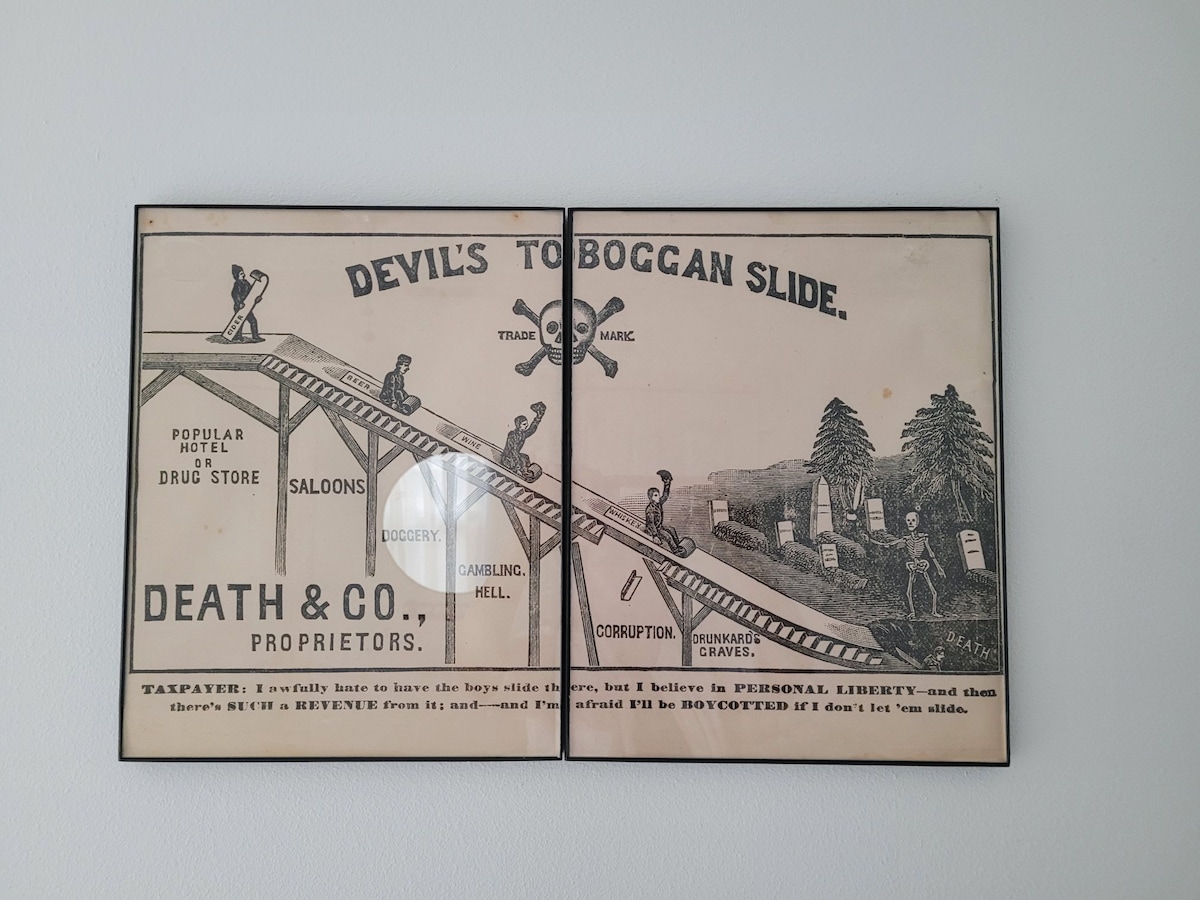 DEVIL'S TOBOGGAN SLIDE.
TRADE MARK.
CIDER
BEER
WINE
WHISKEY
POPULAR
HOTEL
OR
DRUG STORE
SALOONS
DOGGERY.
GAMBLING.
HELL.
CORRUPTION.
DRUNKARD'S
GRAVES.
DEATH
DEATH & CO.,
PROPRIETORS.
TAXPAYER: I awfully hate to have the boys slide there, but I believe in PERSONAL LIBERTY—and then
there's SUCH a REVENUE from it; and——and I'm afraid I'll be BOYCOTTED if I don't let 'em slide.